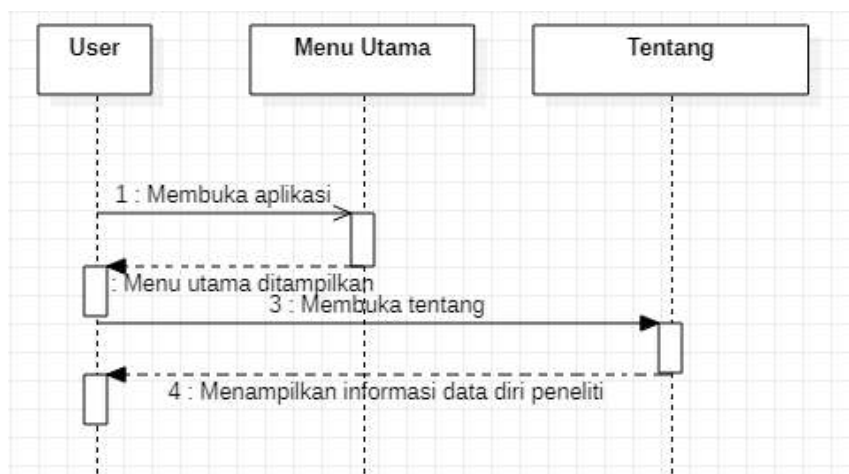 User
Menu Utama
Tentang
1 : Membuka aplikasi
: Menu utama ditampilkan
3 : Membuka tentang
4 : Menampilkan informasi data diri peneliti